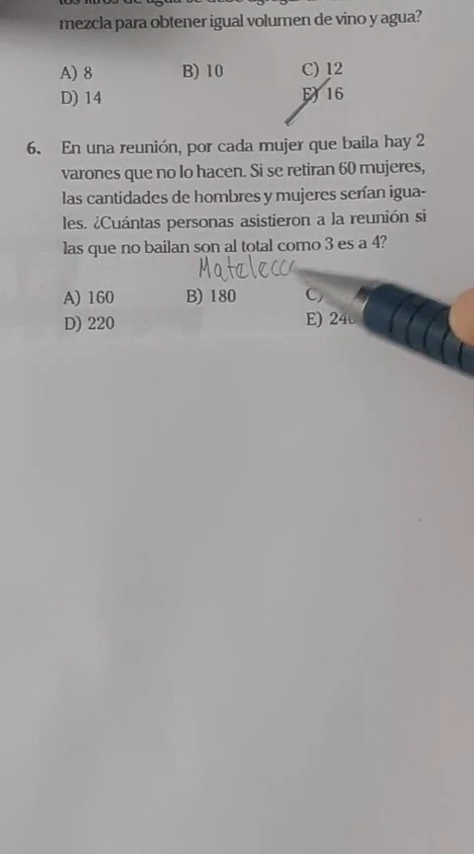 mezcla para obtener igual volumen de vino y agua?
A) 8 B) 10 C) 12
D) 14 E) 16
6. En una reunión, por cada mujer que baila hay 2
varones que no lo hacen. Si se retiran 60 mujeres,
las cantidades de hombres y mujeres serían igua-
les. ¿Cuántas personas asistieron a la reunión si
las que no bailan son al total como 3 es a 4?
A) 160 B) 180 C)
D) 220 E)